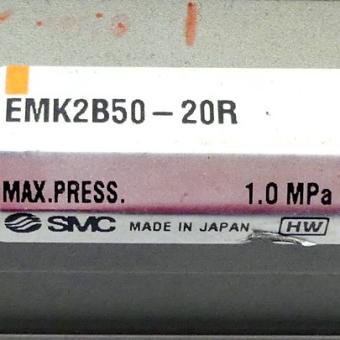 EMK2B50-20R
MAX.PRESS. 1.0 MPa
SMC MADE IN JAPAN HW